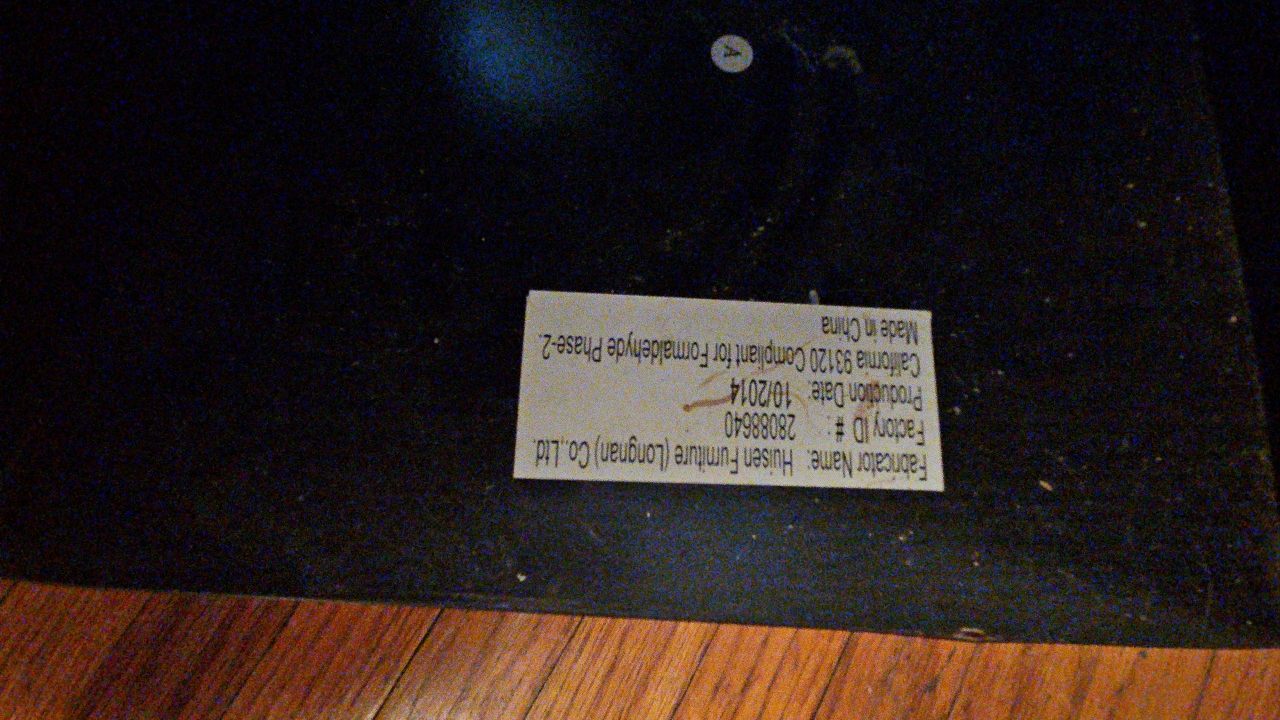 Fabricator Name: Huisen Furniture (Longnan) Co.,Ltd.
Factory ID #: 28088640
Production Date: 10/2014
California 93120 Compliant for Formaldehyde Phase-2.
Made in China
A